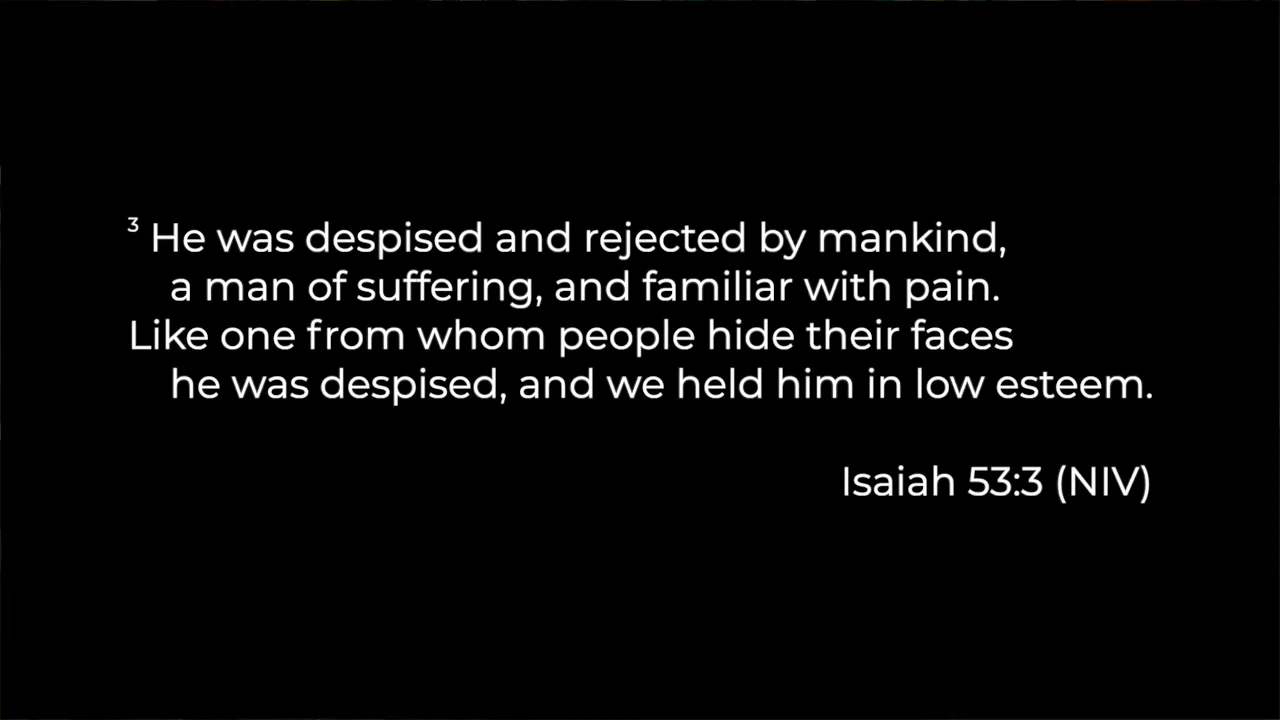 3 He was despised and rejected by mankind,
a man of suffering, and familiar with pain.
Like one from whom people hide their faces
he was despised, and we held him in low esteem.
Isaiah 53:3 (NIV)